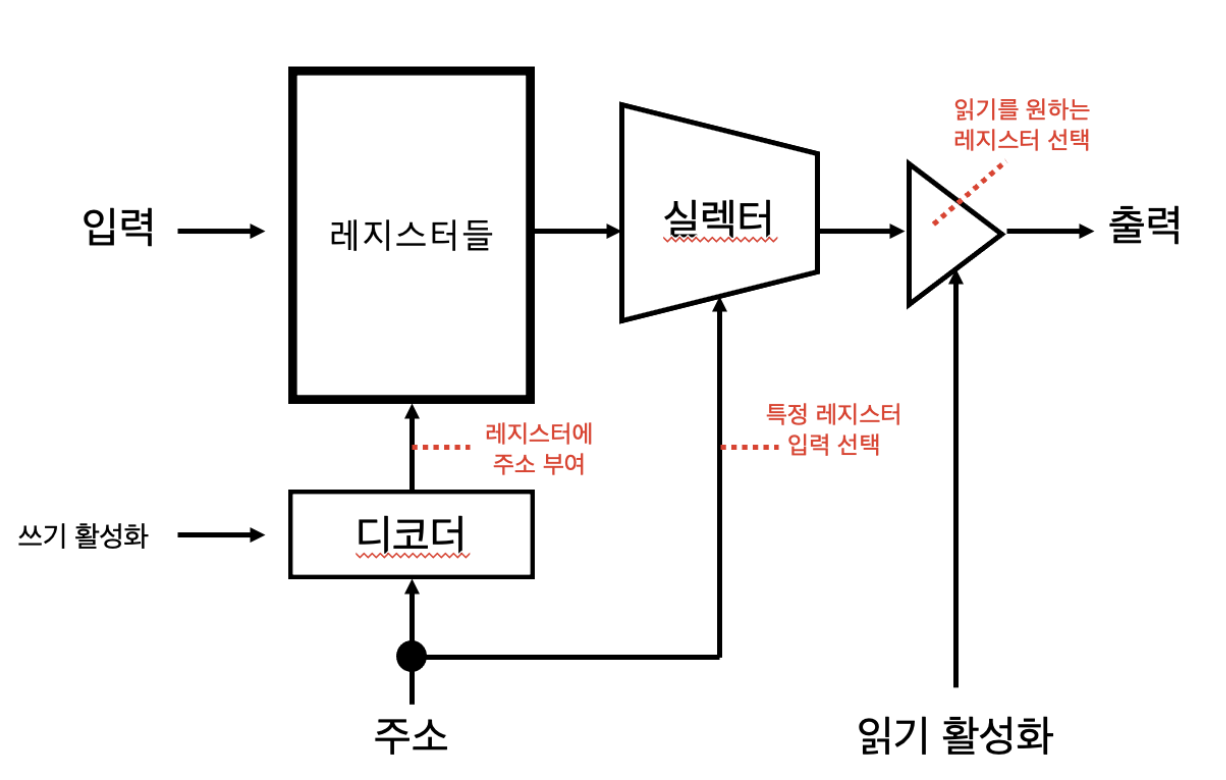 읽기를 원하는
레지스터 선택
입력
레지스터들
실렉터
출력
레지스터에
주소 부여
특정 레지스터
입력 선택
쓰기 활성화
디코더
주소
읽기 활성화